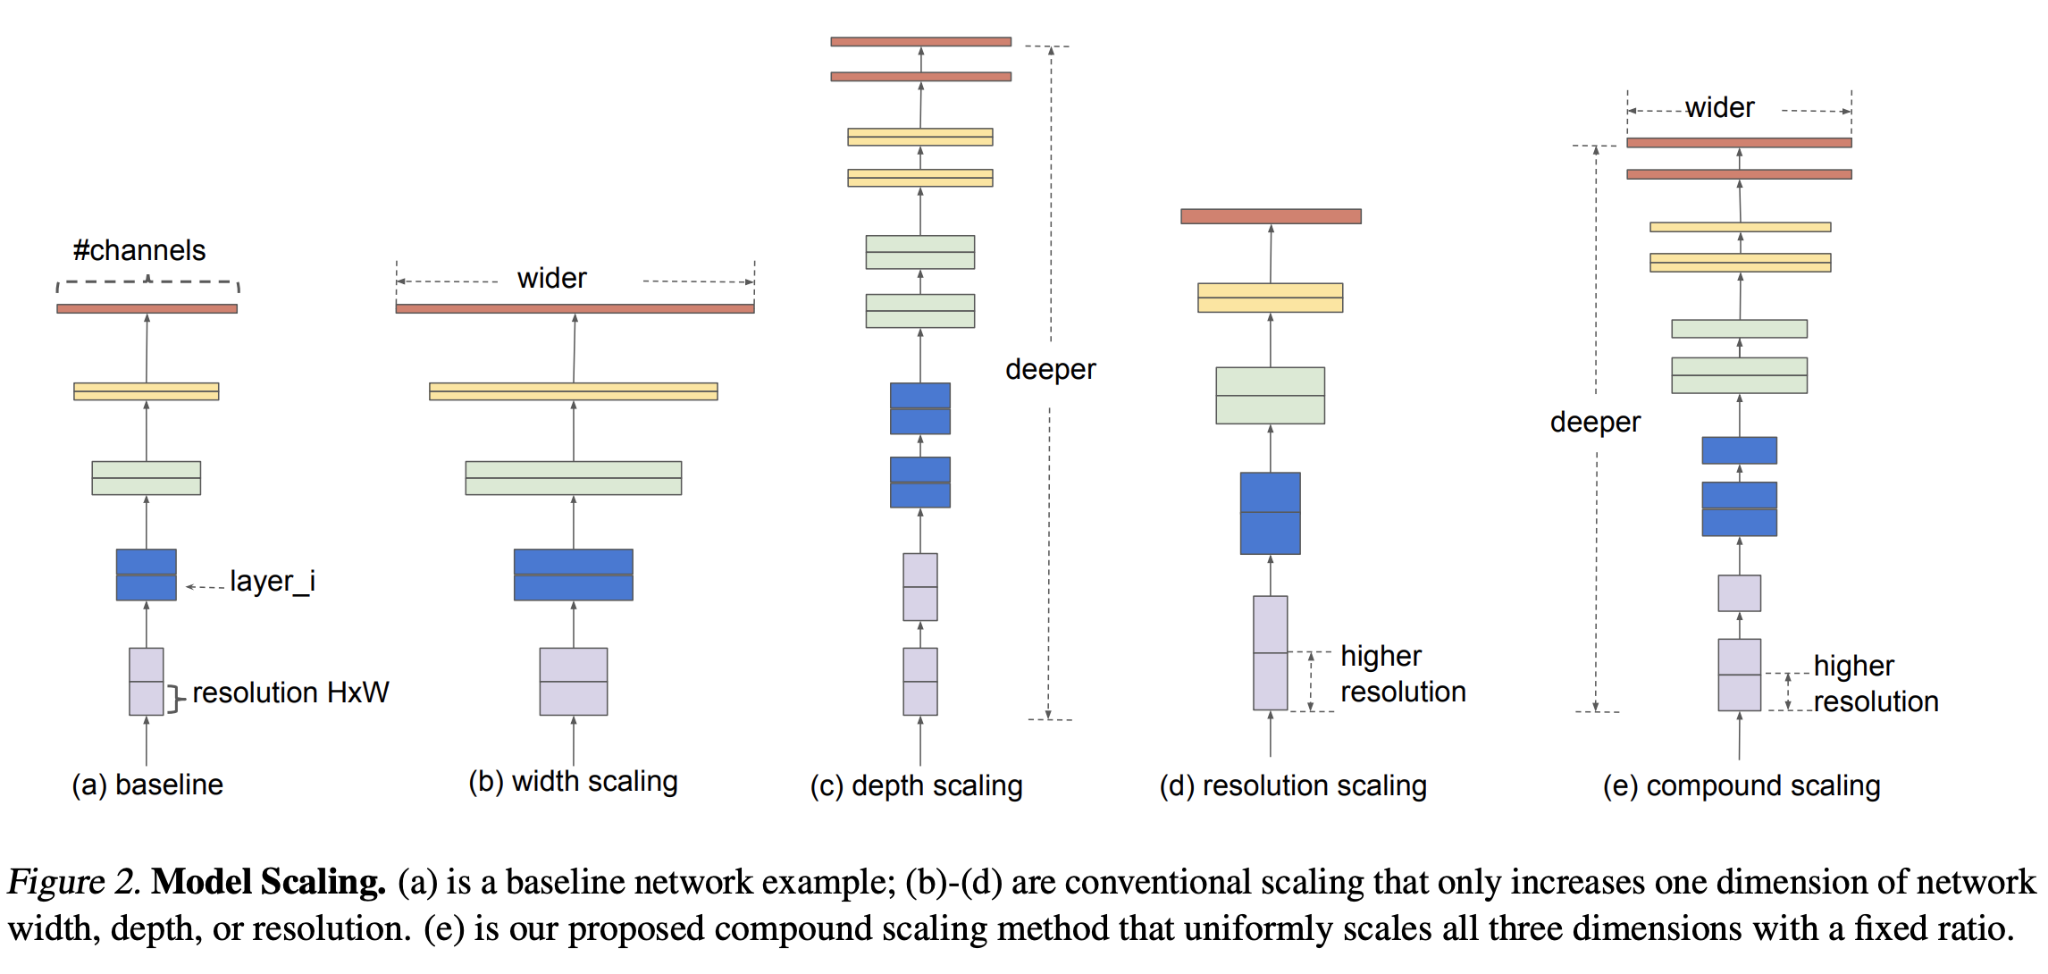 #channels
layer_i
resolution HxW
(a) baseline
wider
(b) width scaling
deeper
(c) depth scaling
higher
resolution
(d) resolution scaling
wider
deeper
higher
resolution
(e) compound scaling
Figure 2. Model Scaling. (a) is a baseline network example; (b)-(d) are conventional scaling that only increases one dimension of network
width, depth, or resolution. (e) is our proposed compound scaling method that uniformly scales all three dimensions with a fixed ratio.